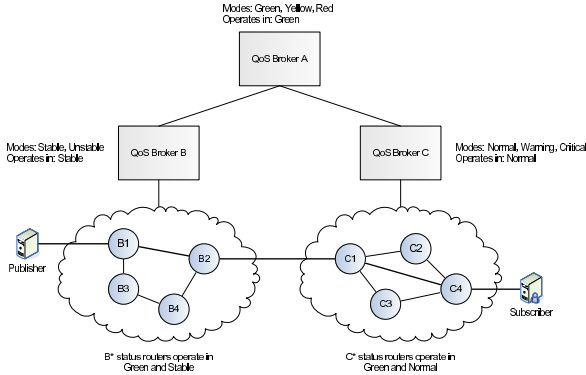 Modes: Green, Yellow, Red
Operates in: Green
QoS Broker A
Modes: Stable, Unstable
Operates in: Stable
QoS Broker B
QoS Broker C
Modes: Normal, Warning, Critical
Operates in: Normal
Publisher
B1
B2
B3
B4
C1
C2
C3
C4
Subscriber
B* status routers operate in
Green and Stable
C* status routers operate in
Green and Normal